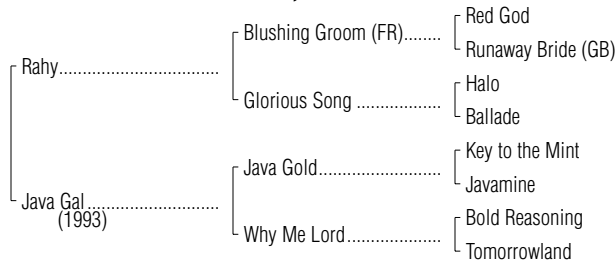 Red God
Blushing Groom (FR)........
Runaway Bride (GB)
Rahy..................................
Halo
Glorious Song .................
Ballade
Key to the Mint
Java Gold.........................
Javamine
Java Gal ............................
(1993)
Bold Reasoning
Why Me Lord...................
Tomorrowland